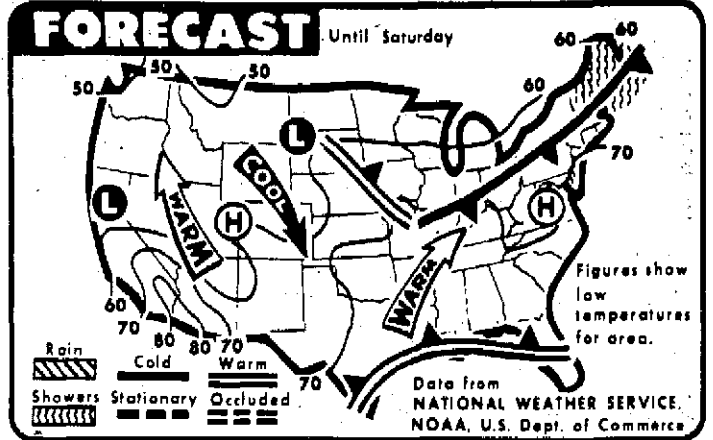 FORECAST
Until Saturday
60 60
50 50 50
60
L
COOL
70
L
WARM
H
H
WARM
Figures show
low
temperatures
for area.
60
70
80
80
70
70
Rain
Cold
Warm
Showers
Stationary
Occluded
Data from
NATIONAL WEATHER SERVICE,
NOAA, U.S. Dept. of Commerce